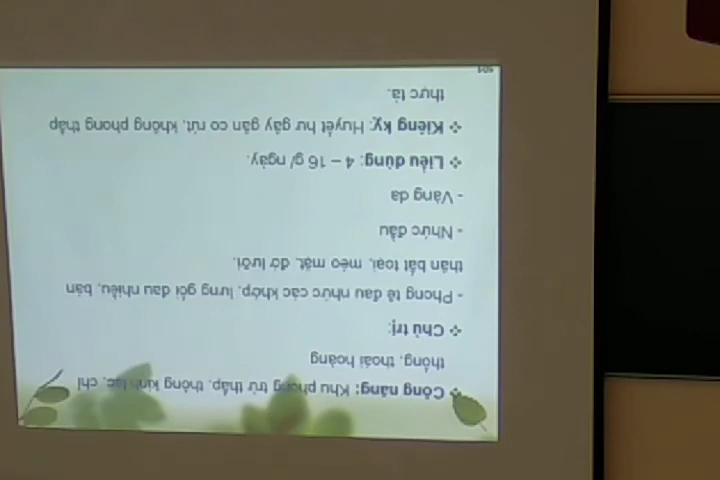 ❖ Công năng: Khu phong trừ thấp, thông kinh lạc, chỉ
thống, thoái hoàng
❖ Chủ trị:
- Phong tê đau nhức các khớp, lưng gối đau nhiều, bán
thân bất toại, méo mặt, đớ lưỡi.
- Nhức đầu
- Vàng da
❖ Liều dùng: 4 – 16 g/ ngày.
❖ Kiêng kỵ: Huyết hư gây gân co rút, không phong thấp
thực tà.